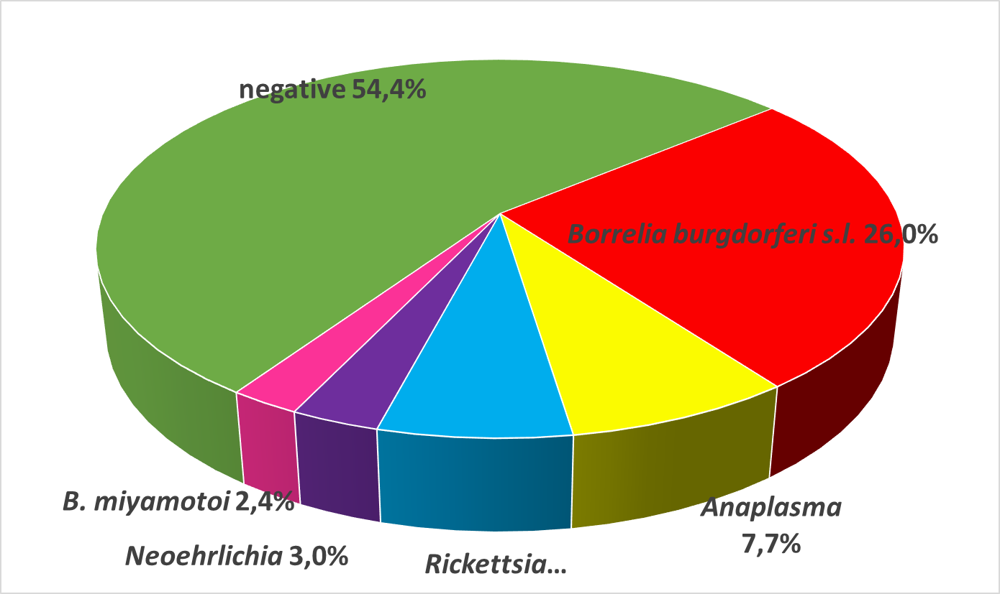 negative 54,4%
Borrelia burgdorferi s.l. 26,0%
B. miyamotoi 2,4%
Anaplasma
7,7%
Neoehrlichia 3,0%
Rickettsia...